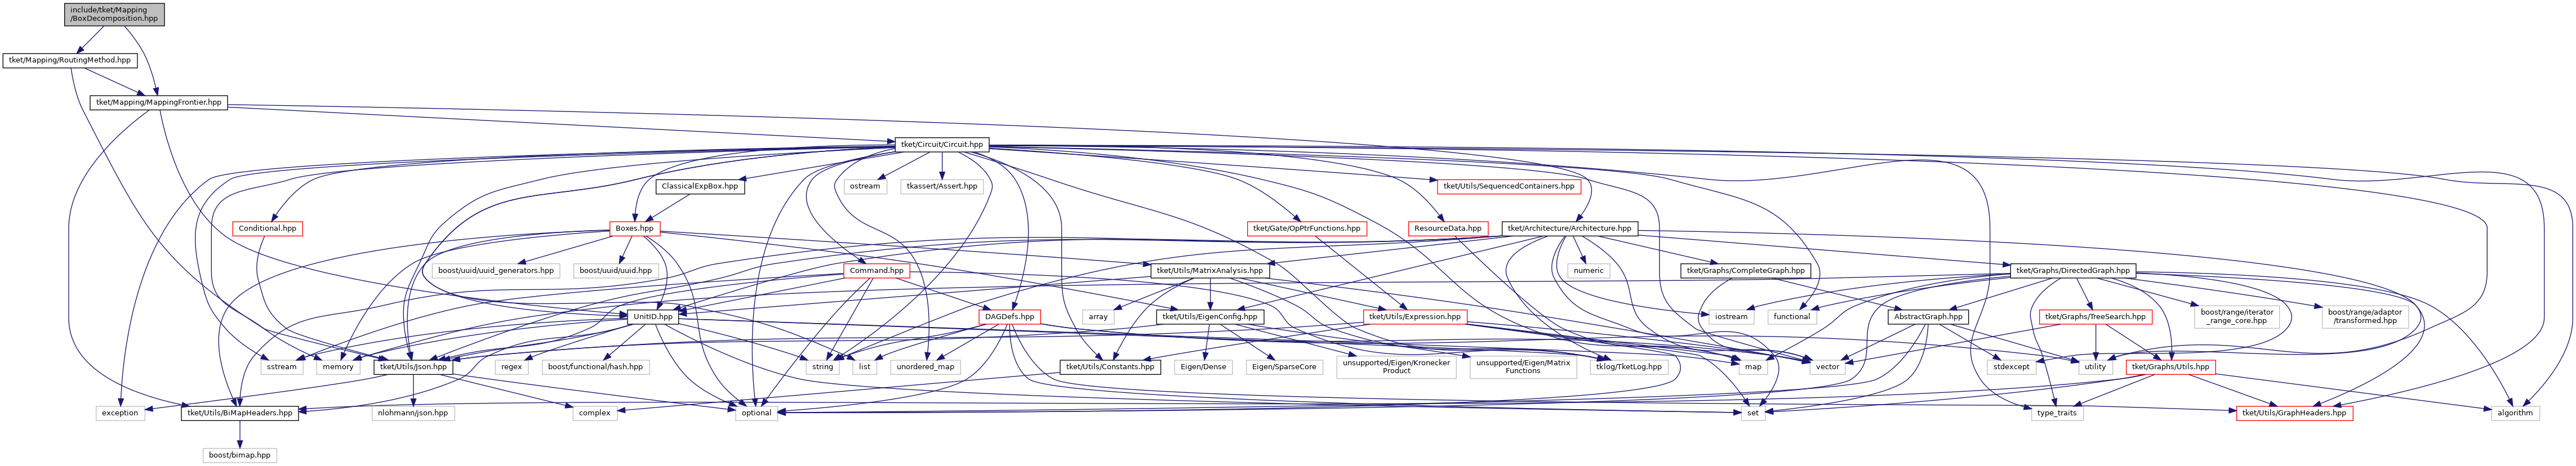 include/tket/Mapping
/BoxDecomposition.hpp
tket/Mapping/RoutingMethod.hpp
tket/Mapping/MappingFrontier.hpp
tket/Circuit/Circuit.hpp
ClassicalExpBox.hpp
ostream
tkassert/Assert.hpp
tket/Utils/SequencedContainers.hpp
Conditional.hpp
Boxes.hpp
tket/Gate/OpPtrFunctions.hpp
ResourceData.hpp
tket/Architecture/Architecture.hpp
boost/uuid/uuid_generators.hpp
boost/uuid/uuid.hpp
Command.hpp
tket/Utils/MatrixAnalysis.hpp
numeric
tket/Graphs/CompleteGraph.hpp
tket/Graphs/DirectedGraph.hpp
UnitID.hpp
DAGDefs.hpp
array
tket/Utils/EigenConfig.hpp
tket/Utils/Expression.hpp
iostream
functional
AbstractGraph.hpp
tket/Graphs/TreeSearch.hpp
boost/range/iterator
_range_core.hpp
boost/range/adaptor
/transformed.hpp
sstream
memory
tket/Utils/Json.hpp
regex
boost/functional/hash.hpp
string
list
unordered_map
tket/Utils/Constants.hpp
Eigen/Dense
Eigen/SparseCore
unsupported/Eigen/Kronecker
Product
unsupported/Eigen/Matrix
Functions
tklog/TketLog.hpp
map
vector
stdexcept
utility
tket/Graphs/Utils.hpp
exception
tket/Utils/BiMapHeaders.hpp
nlohmann/json.hpp
complex
optional
set
type_traits
tket/Utils/GraphHeaders.hpp
algorithm
boost/bimap.hpp